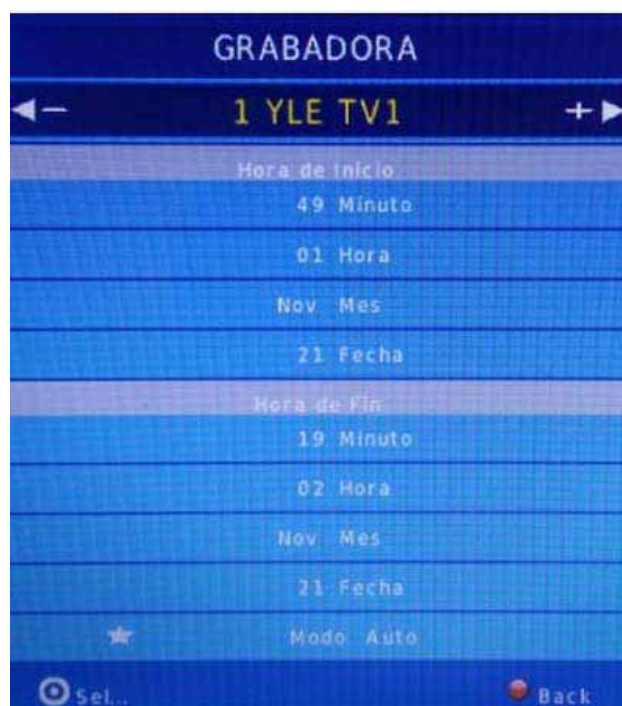 GRABADORA
− 1 YLE TV1 +
Hora de Início
49 Minuto
01 Hora
Nov Mes
21 Fecha
Hora de Fin
19 Minuto
02 Hora
Nov Mes
21 Fecha
Modo Auto
Sel... Back